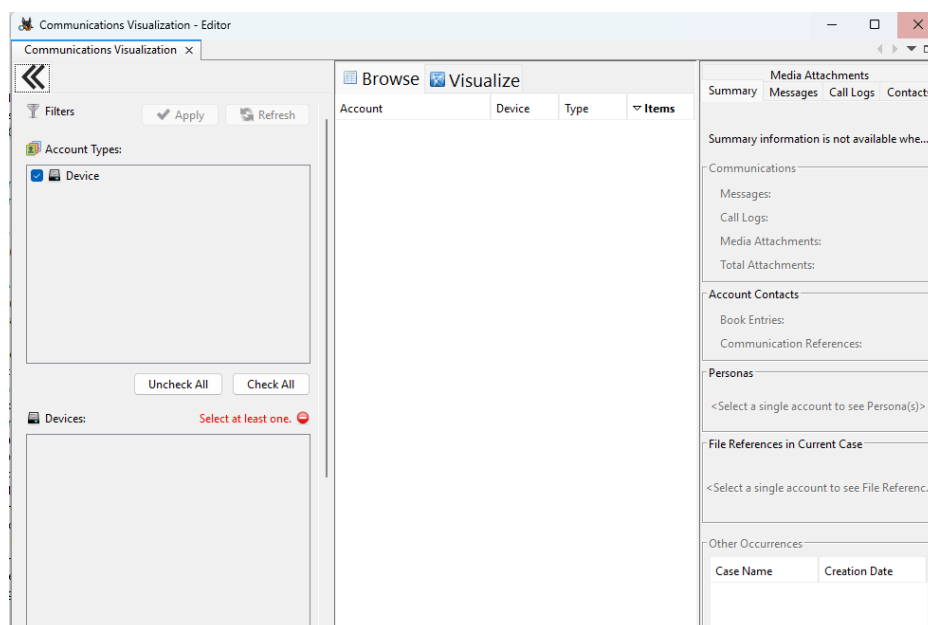 Communications Visualization - Editor
Communications Visualization
Filters
Apply
Refresh
Account Types:
Device
Uncheck All
Check All
Devices:
Select at least one.
Browse
Visualize
Account
Device
Type
Items
Media Attachments
Summary
Messages
Call Logs
Contacts
Summary information is not available whe...
Communications
Messages:
Call Logs:
Media Attachments:
Total Attachments:
Account Contacts
Book Entries:
Communication References:
Personas
<Select a single account to see Persona(s)>
File References in Current Case
<Select a single account to see File Referenc..
Other Occurrences
Case Name
Creation Date